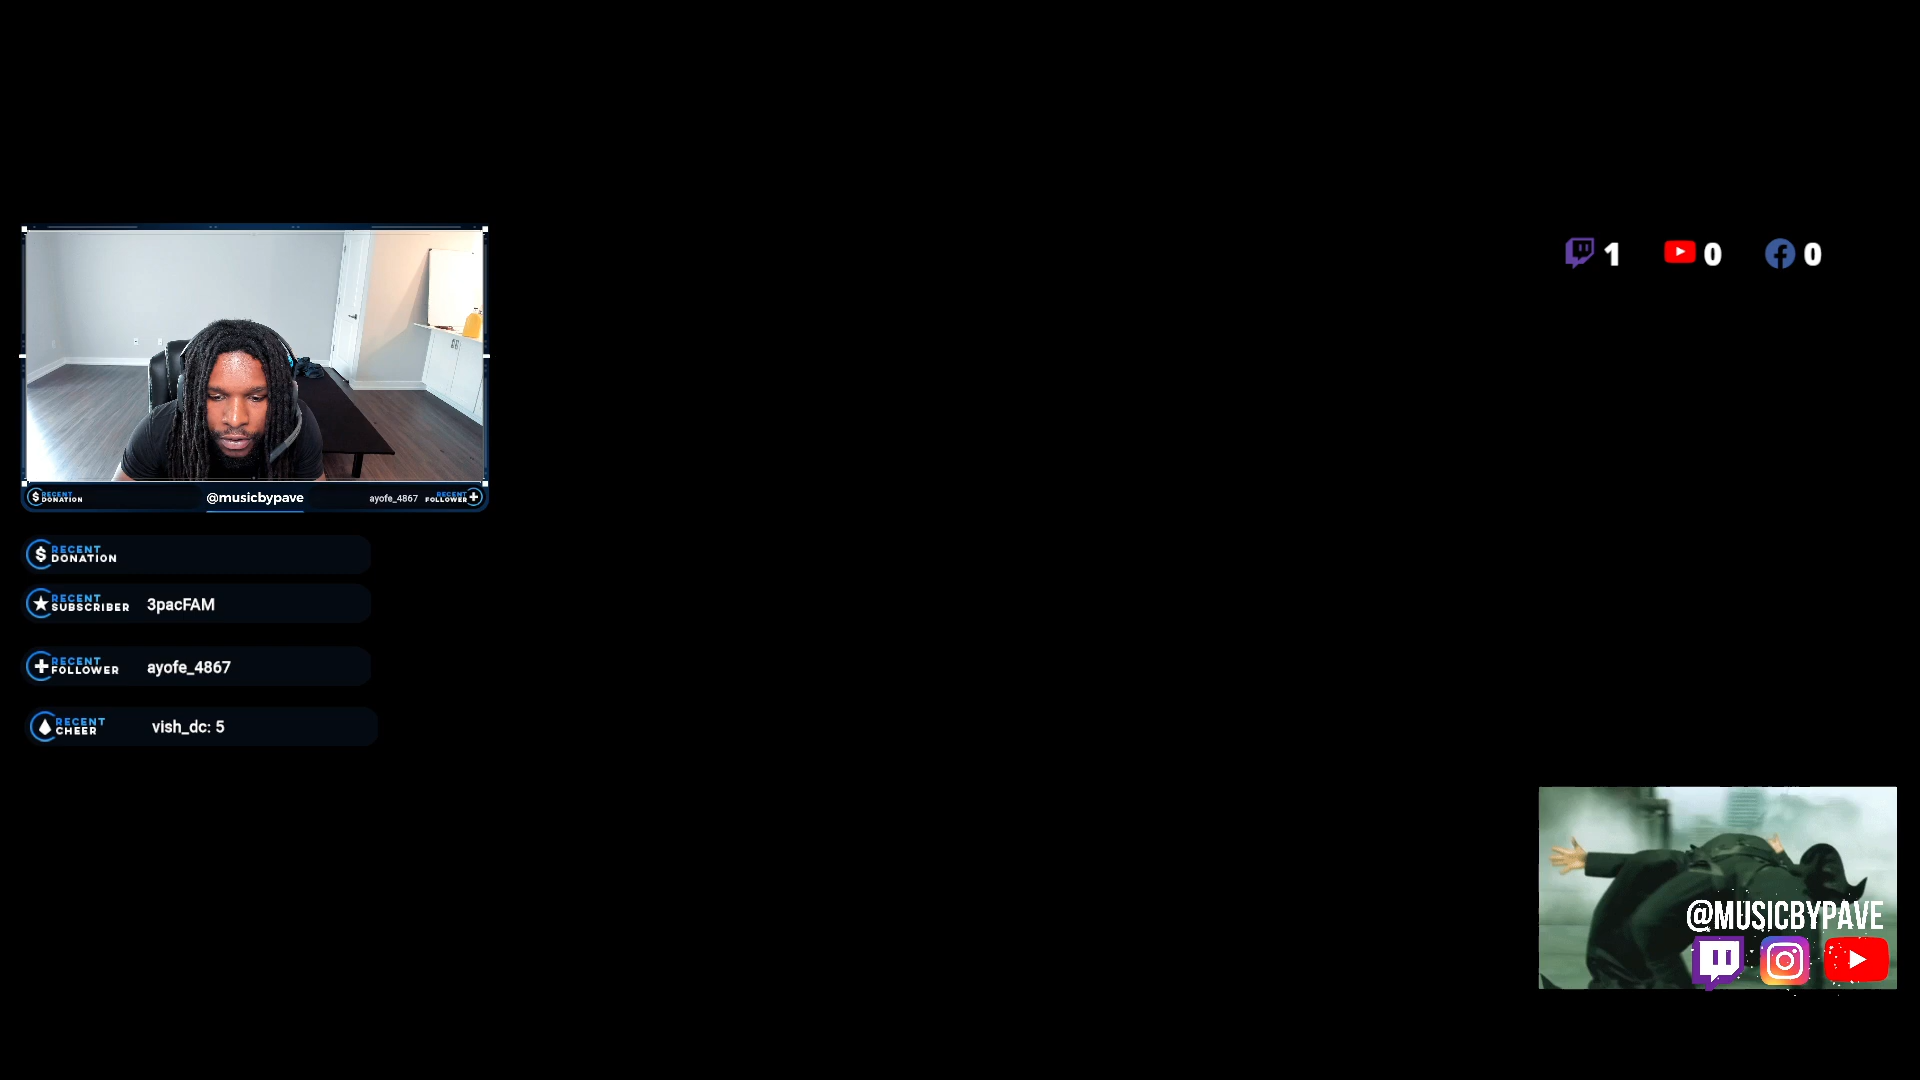 1 0 0
RECENT
DONATION
@musicbypave
ayofe_4867
RECENT
FOLLOWER
RECENT
DONATION
RECENT
SUBSCRIBER
3pacFAM
RECENT
FOLLOWER
ayofe_4867
RECENT
CHEER
vish_dc: 5
@MUSICBYPAVE